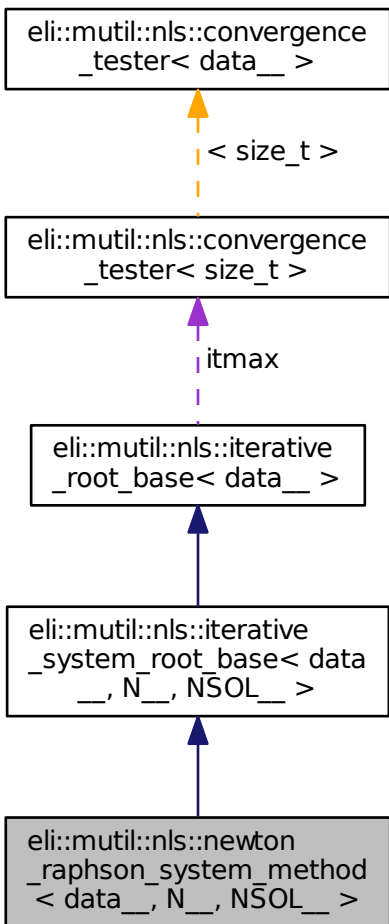 eli::mutil::nls::convergence
_tester< data__ >
< size_t >
eli::mutil::nls::convergence
_tester< size_t >
itmax
eli::mutil::nls::iterative
_root_base< data__ >
eli::mutil::nls::iterative
_system_root_base< data
__, N__, NSOL__ >
eli::mutil::nls::newton
_raphson_system_method
< data__, N__, NSOL__ >